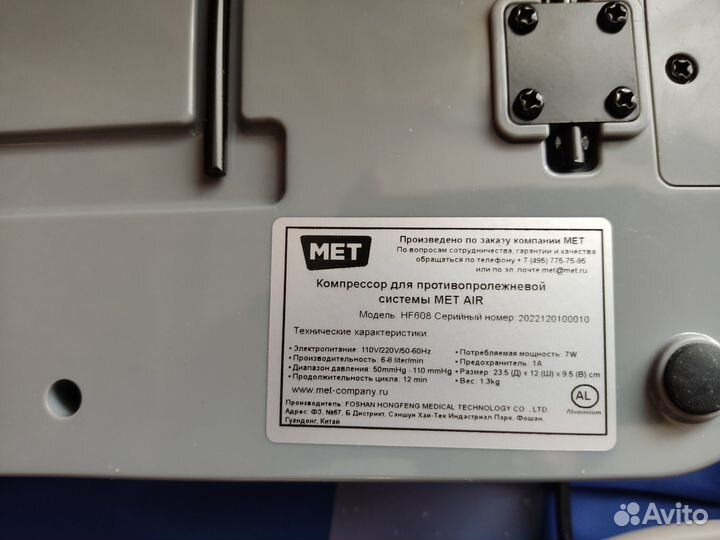 MET
Произведено по заказу компании MET
По вопросам сотрудничества, гарантии и качества
обращаться по телефону + 7 (495) 775-75-95
или по эл. почте met@met.ru
Компрессор для противопролежневой
системы MET AIR
Модель: HF608 Серийный номер: 2022120100010
Технические характеристики:
• Электропитание: 110V/220V/50-60Hz
• Производительность: 6-8 liter/min
• Диапазон давления: 50mmHg - 110 mmHg
• Продолжительность цикла: 12 min
• Потребляемая мощность: 7W
• Предохранитель: 1A
• Размер: 23.5 (Д) x 12 (Ш) x 9.5 (В) cm
• Вес: 1.3kg
www.met-company.ru
AL
Aluminium
Производитель: FOSHAN HONGFENG MEDICAL TECHNOLOGY CO., LTD.
Адрес: ФЗ, №67, Б Дистрикт, Саншуи Хай-Тек Индастриал Парк, Фошан,
Гуандонг, Китай
Avito